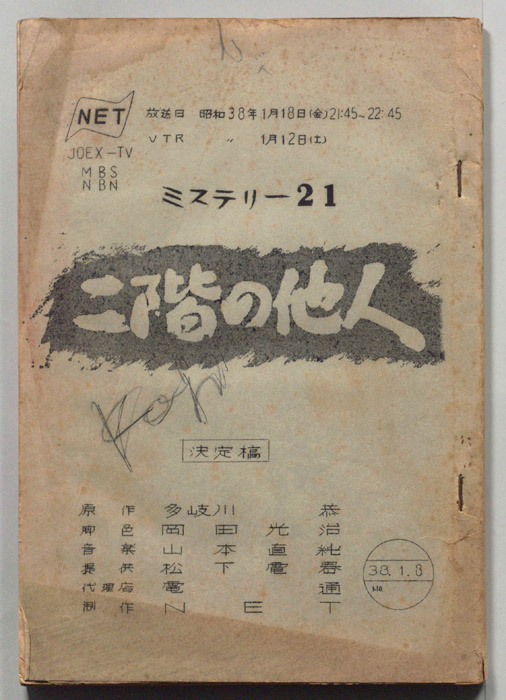 NET
JOEX-TV
MBS
NBN
放送日 昭和38年1月18日(金)21:45~22:45
VTR 〃 1月12日(土)
ミステリー21
二階の他人
決定稿
原作 多岐川 恭
脚色 岡田光治
音楽 山本直純
提供 松下電器
代理店 電通
制作 NET
38.1.8